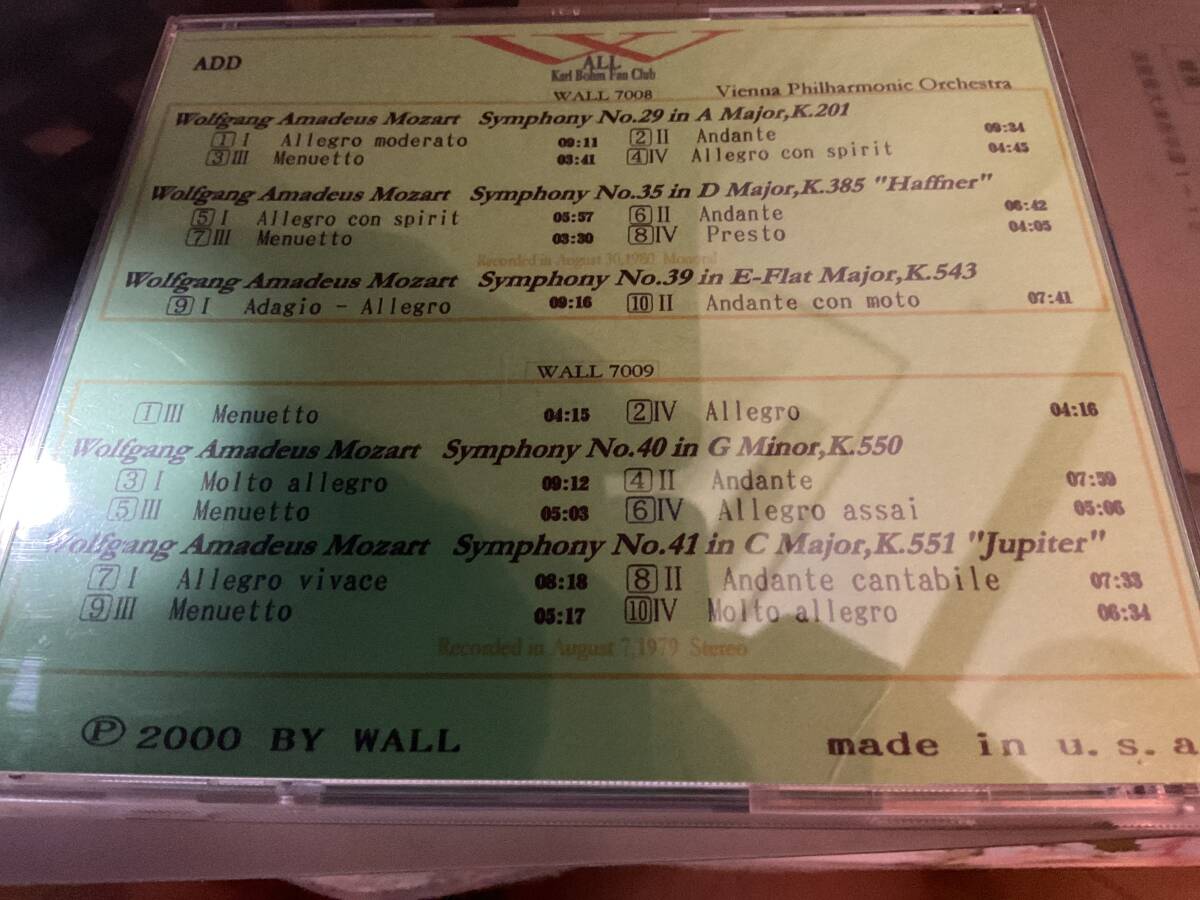 W
ALL
Karl Bohm Fan Club
ADD
WALL 7008
Vienna Philharmonic Orchestra
Wolfgang Amadeus Mozart Symphony No.29 in A Major,K.201
1 I Allegro moderato 09:11 2 II Andante 09:34
3 III Menuetto 03:41 4 IV Allegro con spirit 04:45
Wolfgang Amadeus Mozart Symphony No.35 in D Major,K.385 "Haffner"
5 I Allegro con spirit 05:57 6 II Andante 06:42
7 III Menuetto 03:30 8 IV Presto 04:05
Recorded in August 30,1980 Monoral
Wolfgang Amadeus Mozart Symphony No.39 in E-Flat Major,K.543
9 I Adagio - Allegro 09:16 10 II Andante con moto 07:41
WALL 7009
1 III Menuetto 04:15 2 IV Allegro 04:16
Wolfgang Amadeus Mozart Symphony No.40 in G Minor,K.550
3 I Molto allegro 09:12 4 II Andante 07:59
5 III Menuetto 05:03 6 IV Allegro assai 05:06
Wolfgang Amadeus Mozart Symphony No.41 in C Major,K.551 "Jupiter"
7 I Allegro vivace 08:18 8 II Andante cantabile 07:33
9 III Menuetto 05:17 10 IV Molto allegro 06:34
Recorded in August 7,1979 Stereo
Ⓟ 2000 BY WALL
made in u.s.a